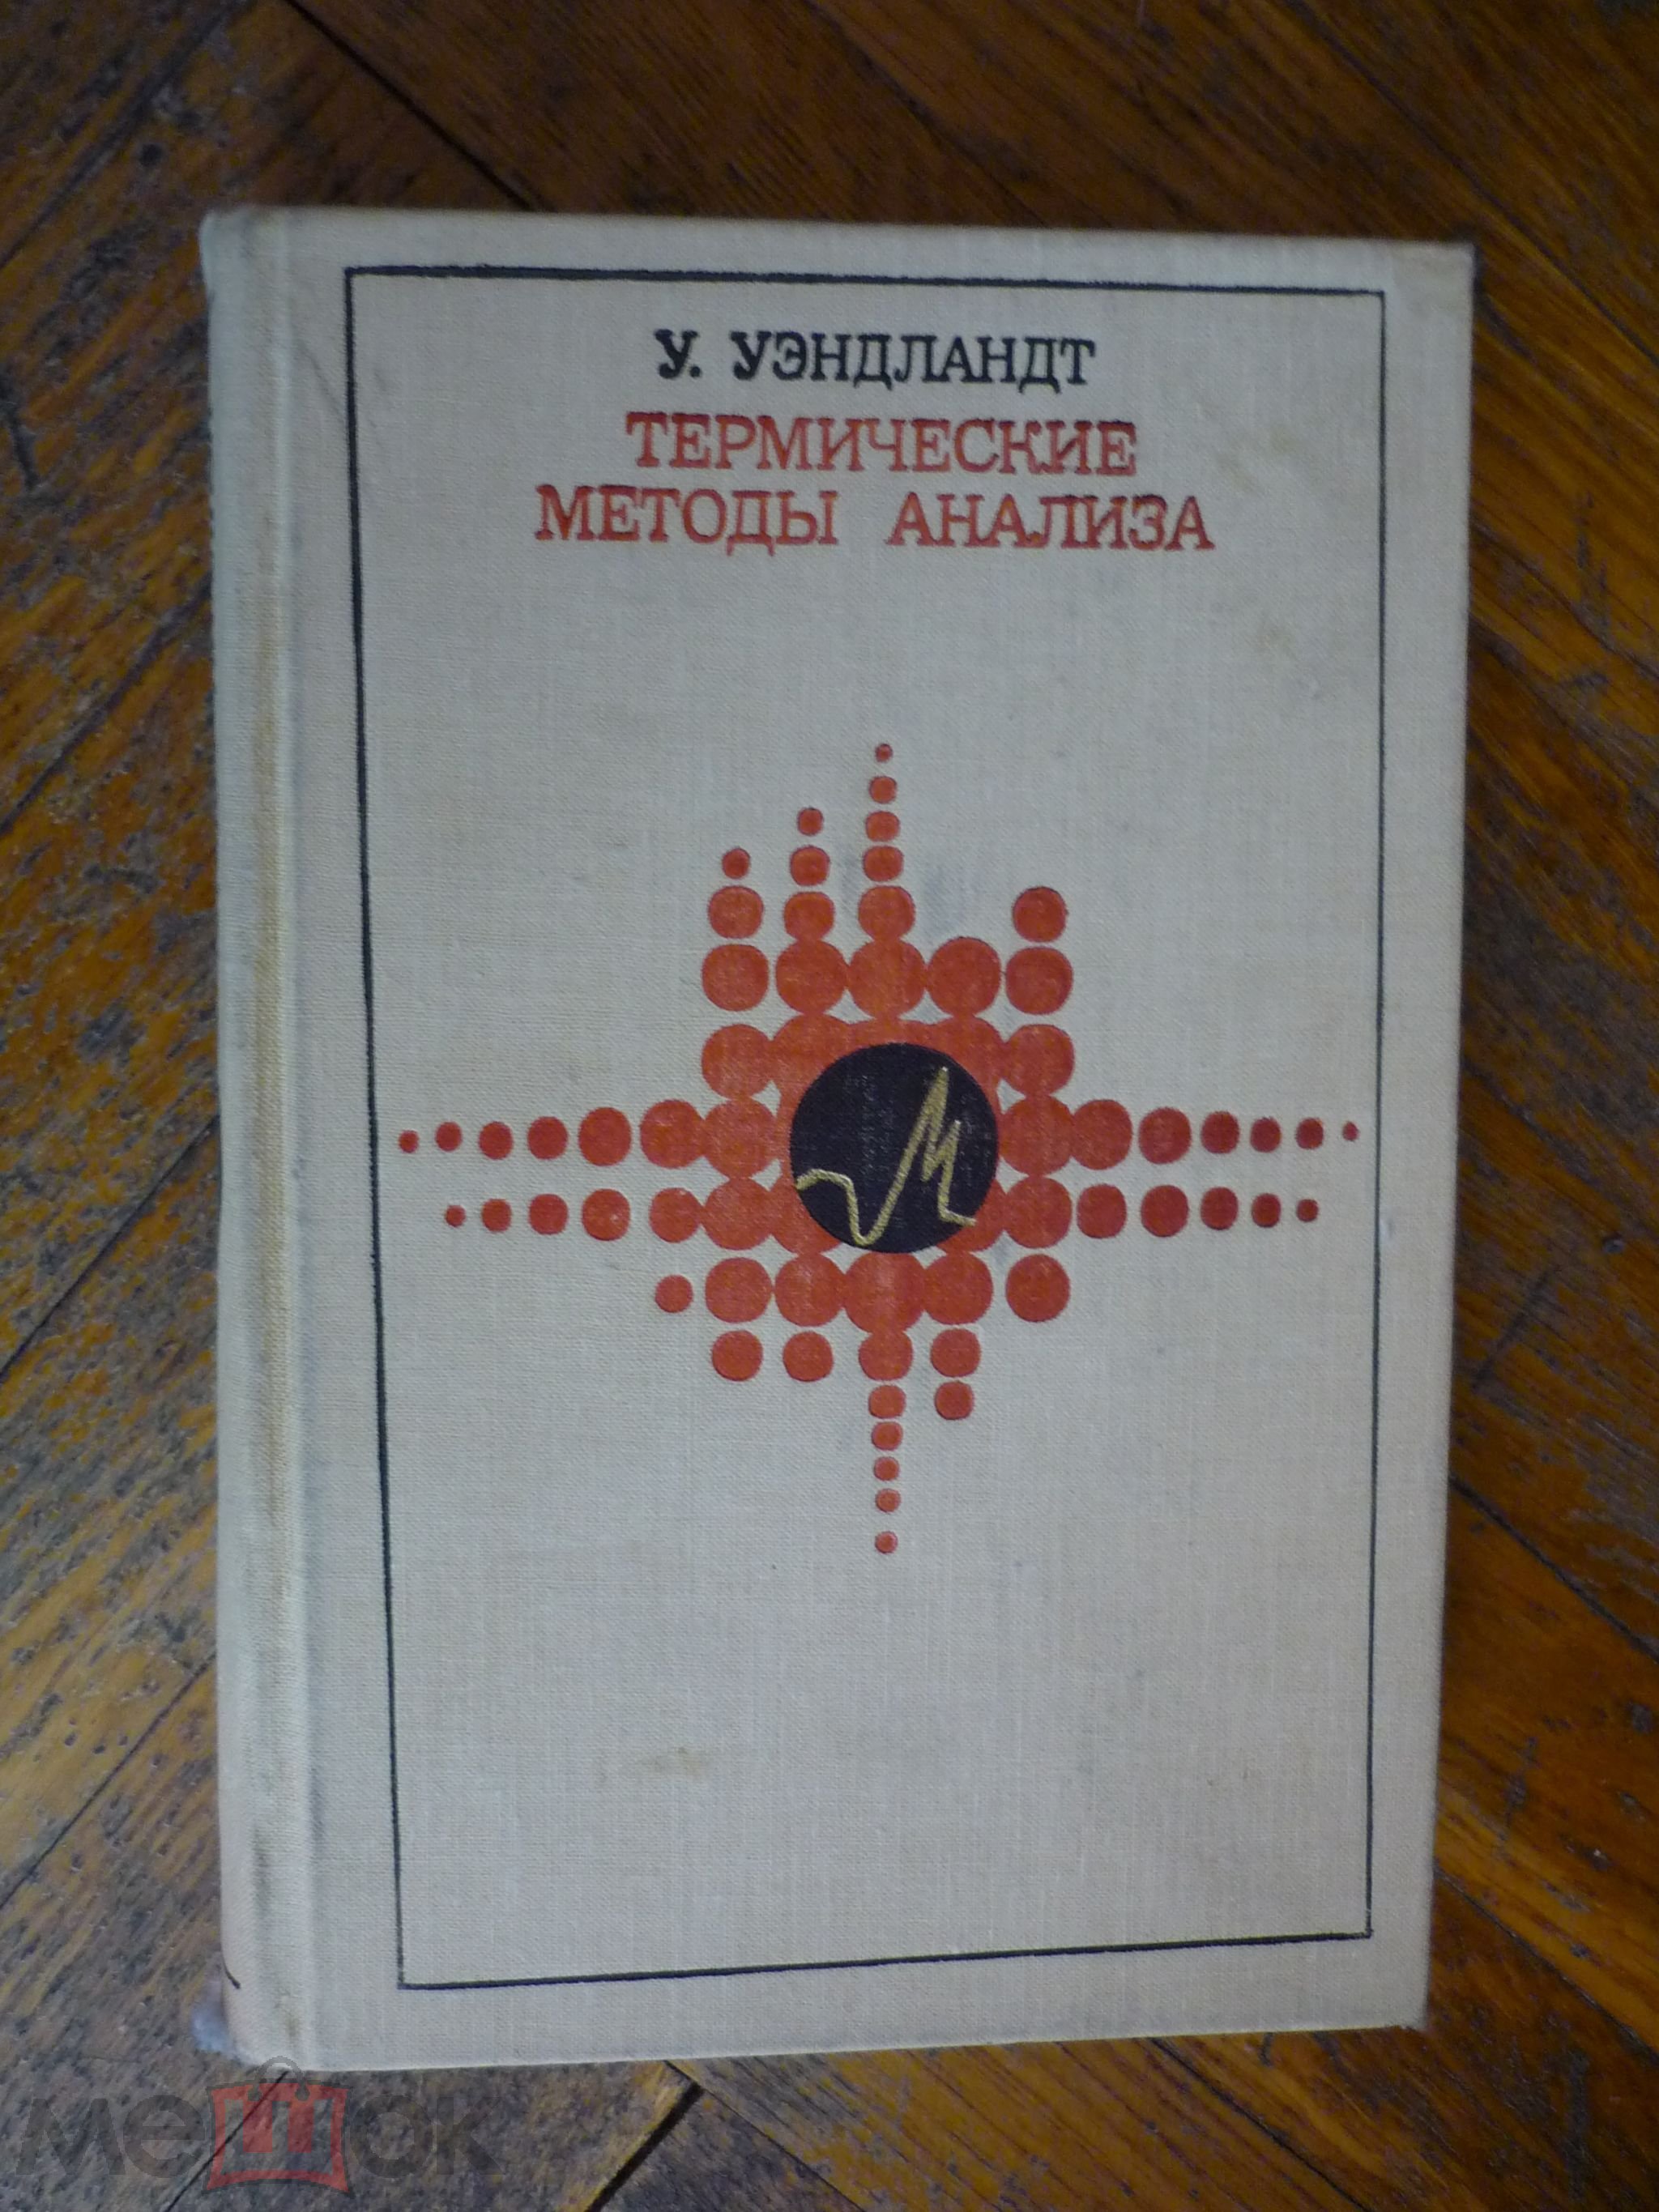 У. УЭНДЛАНДТ
ТЕРМИЧЕСКИЕ
МЕТОДЫ АНАЛИЗА
мешок